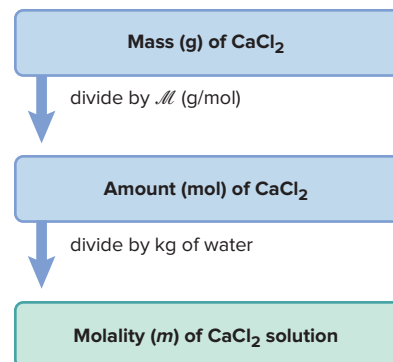 Mass (g) of CaCl₂
divide by ℳ (g/mol)
Amount (mol) of CaCl₂
divide by kg of water
Molality (m) of CaCl₂ solution